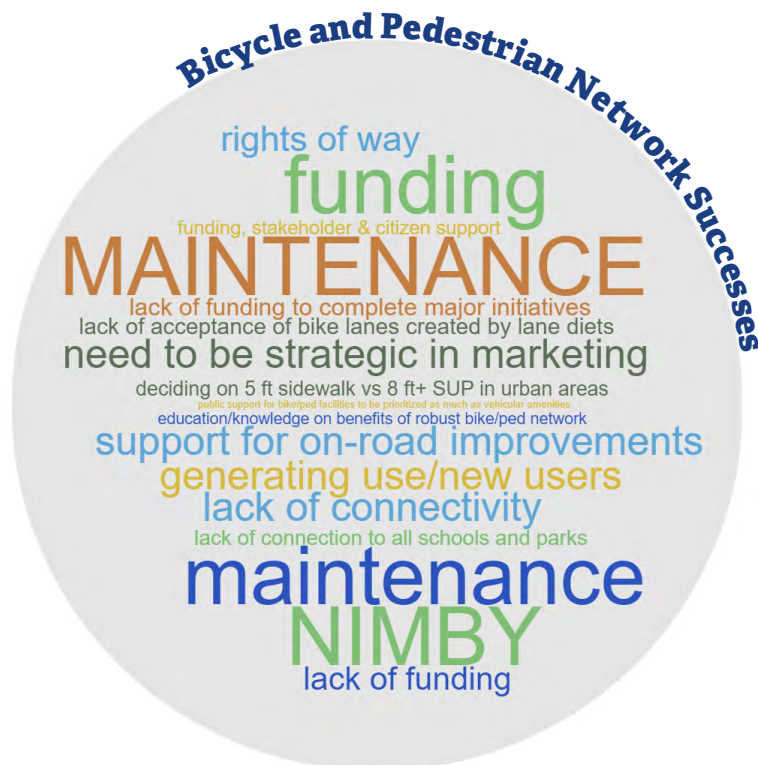 Bicycle and Pedestrian Network Successes
rights of way
funding
funding, stakeholder & citizen support
MAINTENANCE
lack of funding to complete major initiatives
lack of acceptance of bike lanes created by lane diets
need to be strategic in marketing
deciding on 5 ft sidewalk vs 8 ft+ SUP in urban areas
public support for bike/ped facilities to be prioritized as much as vehicular amenities
education/knowledge on benefits of robust bike/ped network
support for on-road improvements
generating use/new users
lack of connectivity
lack of connection to all schools and parks
maintenance
NIMBY
lack of funding